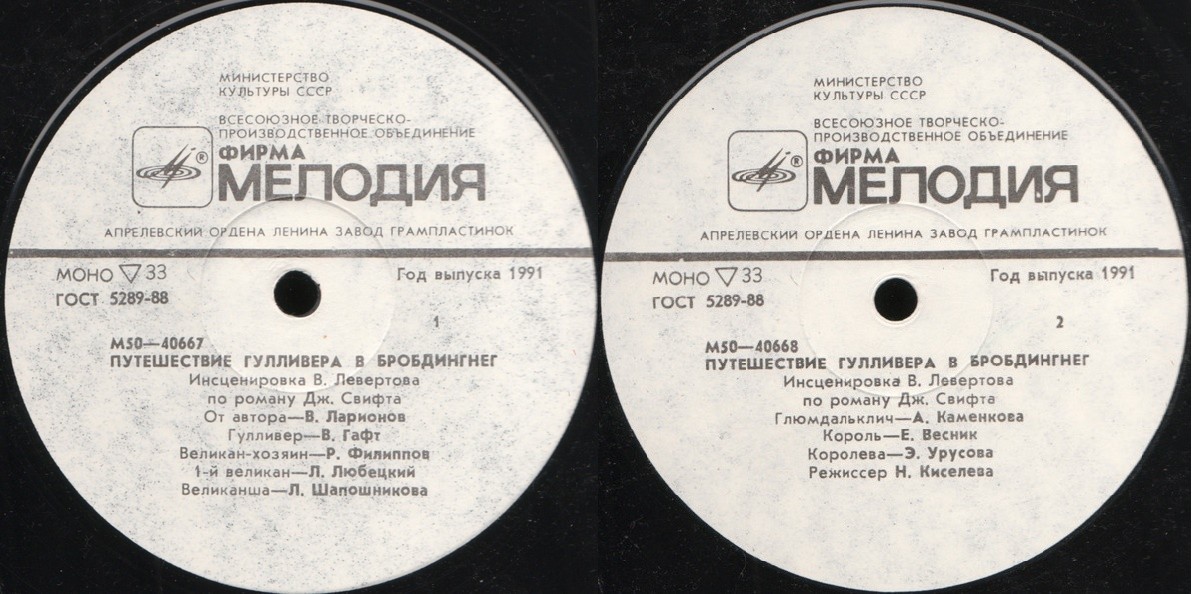 МИНИСТЕРСТВО
КУЛЬТУРЫ СССР
ВСЕСОЮЗНОЕ ТВОРЧЕСКО-
ПРОИЗВОДСТВЕННОЕ ОБЪЕДИНЕНИЕ
®
ФИРМА
МЕЛОДИЯ
АПРЕЛЕВСКИЙ ОРДЕНА ЛЕНИНА ЗАВОД ГРАМПЛАСТИНОК
МОНО ▽ 33 Год выпуска 1991
ГОСТ 5289-88
1
М50—40667
ПУТЕШЕСТВИЕ ГУЛЛИВЕРА В БРОБДИНГНЕГ
Инсценировка В. Левертова
по роману Дж. Свифта
От автора—В. Ларионов
Гулливер—В. Гафт
Великан-хозяин—Р. Филиппов
1-й великан—Л. Любецкий
Великанша—Л. Шапошникова
МИНИСТЕРСТВО
КУЛЬТУРЫ СССР
ВСЕСОЮЗНОЕ ТВОРЧЕСКО-
ПРОИЗВОДСТВЕННОЕ ОБЪЕДИНЕНИЕ
®
ФИРМА
МЕЛОДИЯ
АПРЕЛЕВСКИЙ ОРДЕНА ЛЕНИНА ЗАВОД ГРАМПЛАСТИНОК
МОНО ▽ 33 Год выпуска 1991
ГОСТ 5289-88
2
М50—40668
ПУТЕШЕСТВИЕ ГУЛЛИВЕРА В БРОБДИНГНЕГ
Инсценировка В. Левертова
по роману Дж. Свифта
Глюмдальклич—А. Каменкова
Король—Е. Весник
Королева—Э. Урусова
Режиссер Н. Киселева